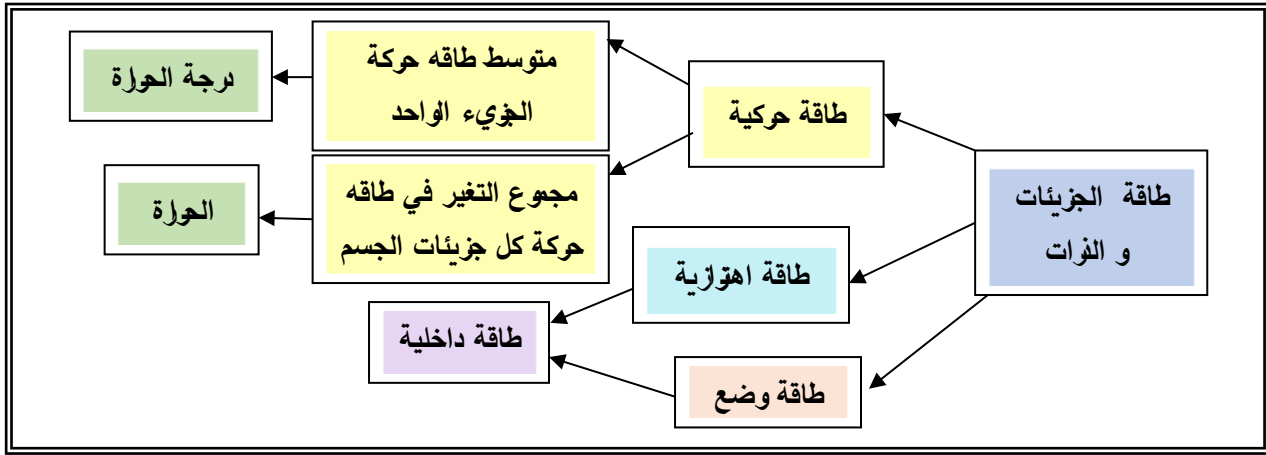 طاقة الجزيئات
و الذرات
طاقة حركية
متوسط طاقه حركة
الجزيء الواحد
درجة الحرارة
مجموع التغير في طاقه
حركة كل جزيئات الجسم
الحرارة
طاقة اهتزازية
طاقة وضع
طاقة داخلية